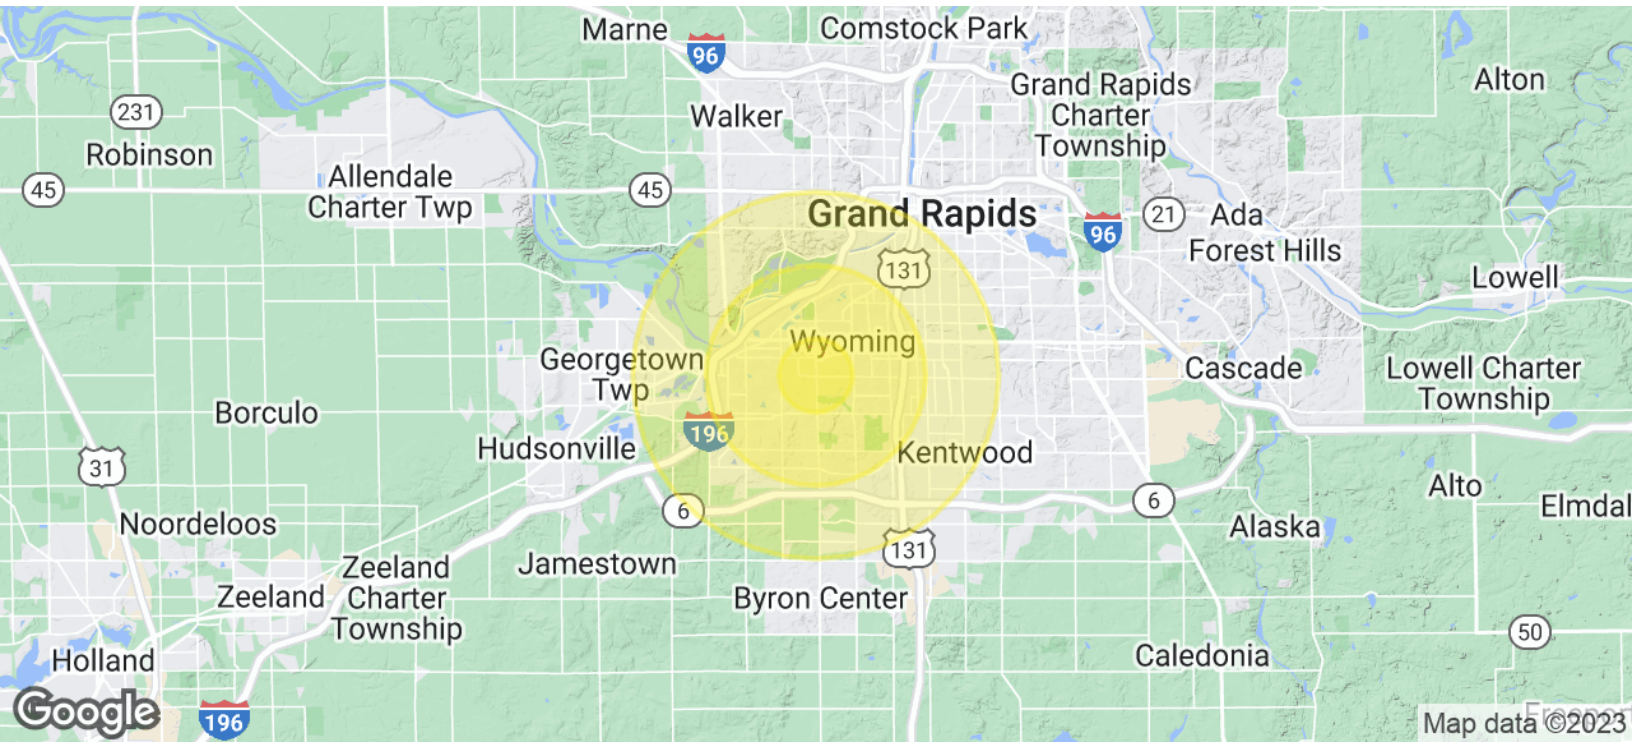 Marne
96
Comstock Park
Alton
Grand Rapids
Charter
Township
231
Walker
Robinson
45
Allendale
Charter Twp
45
Grand Rapids
21
Ada
96
Forest Hills
131
Lowell
Wyoming
Georgetown
Twp
Cascade
Lowell Charter
Township
Borculo
196
Hudsonville
Kentwood
31
6
6
Alto
Elmdal
Noordeloos
Alaska
131
Jamestown
Zeeland
Charter
Township
Zeeland
Byron Center
50
Holland
Caledonia
Google
196
Freeport
Map data ©2023